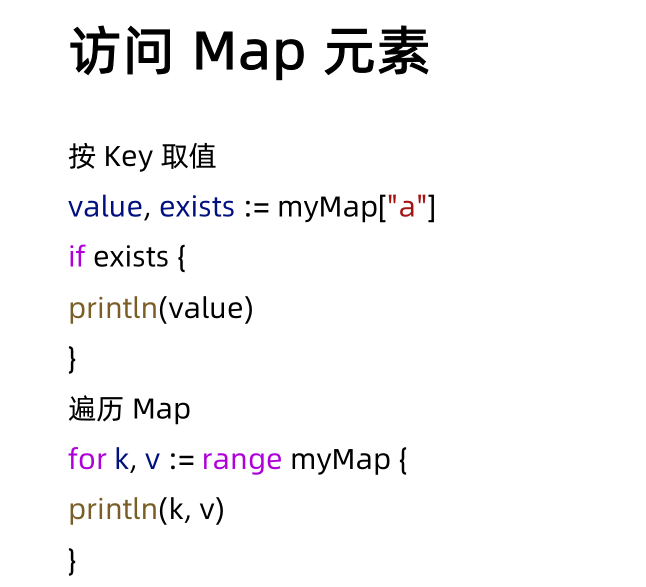 访问 Map 元素
按 Key 取值
value, exists := myMap["a"]
if exists {
println(value)
}
遍历 Map
for k, v := range myMap {
println(k, v)
}